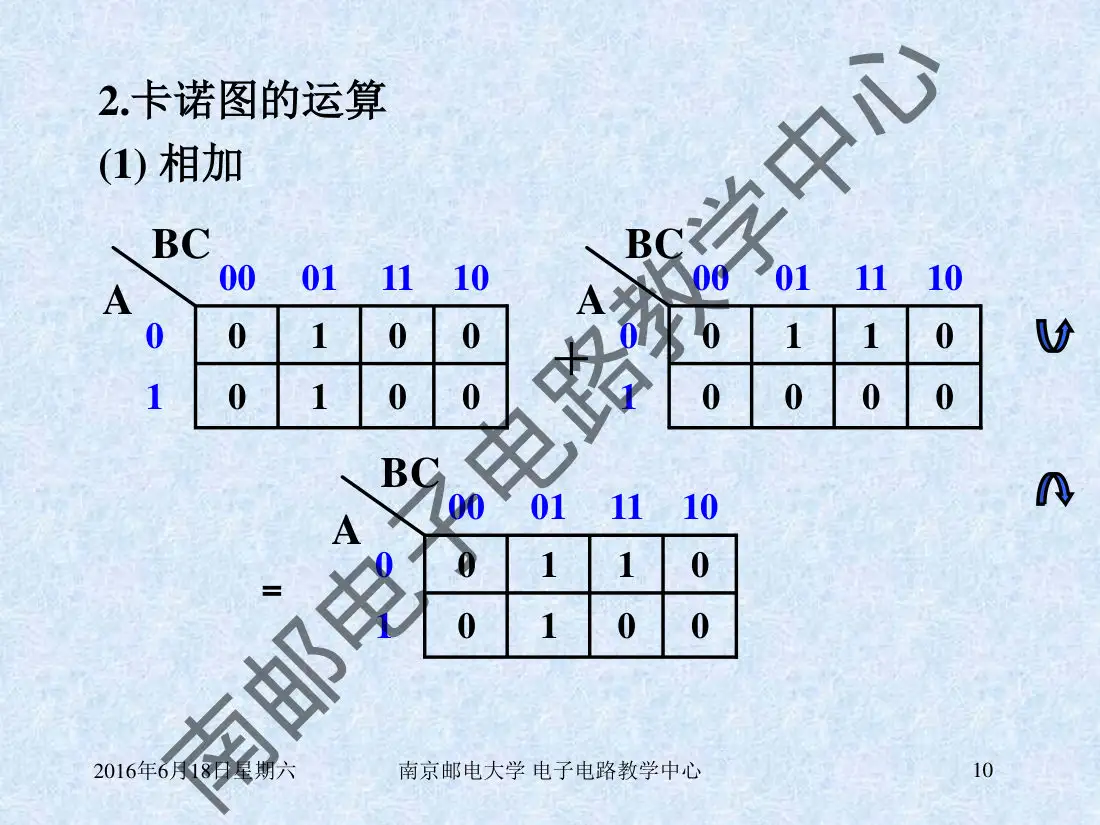 2.卡诺图的运算
(1) 相加
BC BC
00 01 11 10 00 01 11 10
A A
0 0 1 0 0 0 0 1 1 0
+
1 0 1 0 0 1 0 0 0 0
BC
00 01 11 10
A
0 0 1 1 0
=
1 0 1 0 0
南邮电子电路教学中心
2016年6月18日星期六 南京邮电大学 电子电路教学中心 10